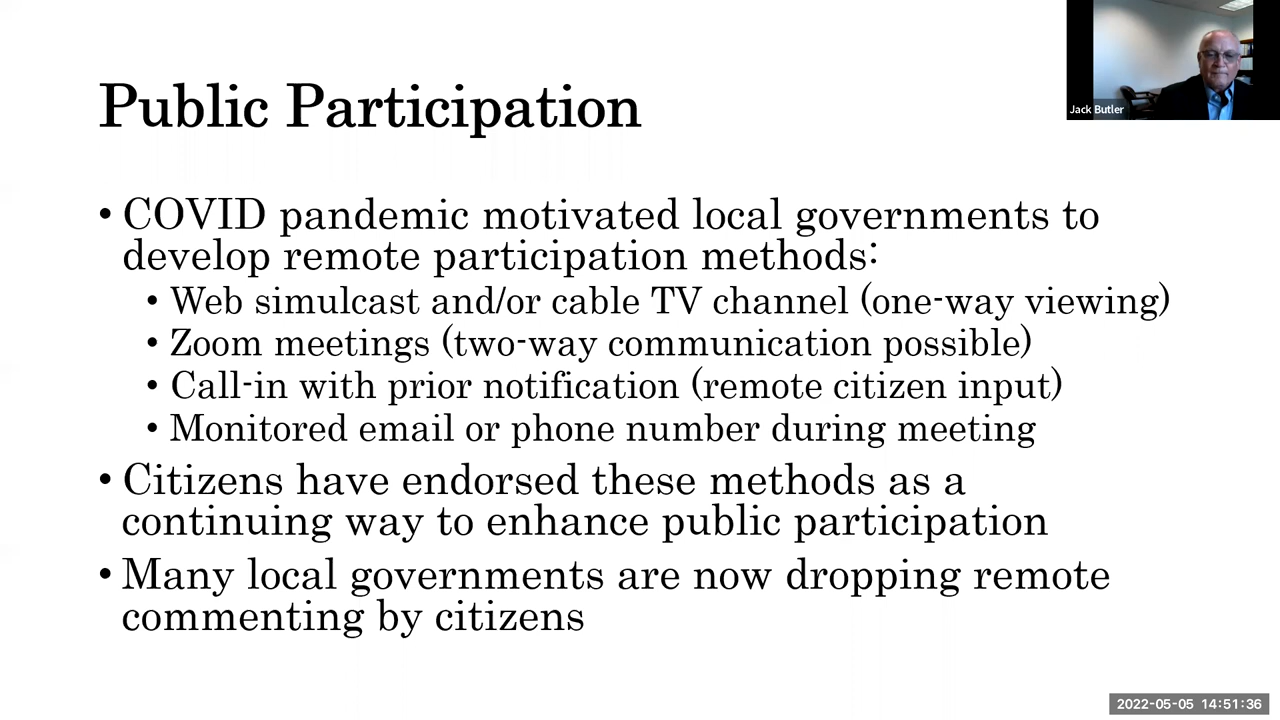 Public Participation
Jack Butler
• COVID pandemic motivated local governments to
develop remote participation methods:
• Web simulcast and/or cable TV channel (one-way viewing)
• Zoom meetings (two-way communication possible)
• Call-in with prior notification (remote citizen input)
• Monitored email or phone number during meeting
• Citizens have endorsed these methods as a
continuing way to enhance public participation
• Many local governments are now dropping remote
commenting by citizens
2022-05-05 14:51:36